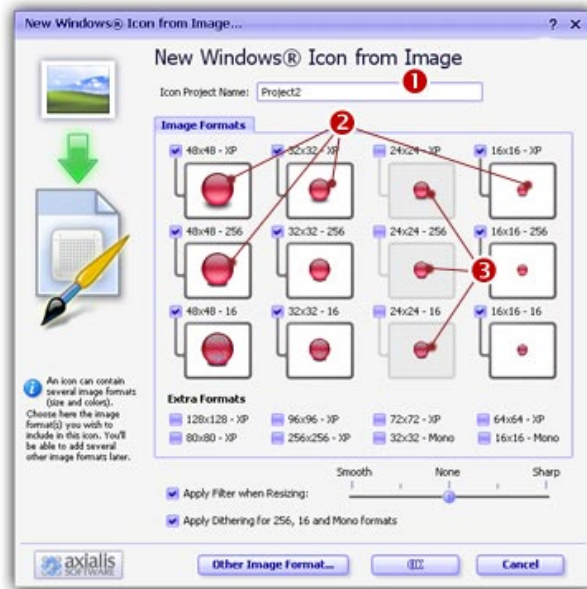 New Windows® Icon from Image...
? ×
New Windows® Icon from Image
1
Icon Project Name: Project2
Image Formats
2
48x48 - XP
32x32 - XP
24x24 - XP
16x16 - XP
48x48 - 256
32x32 - 256
24x24 - 256
16x16 - 256
3
48x48 - 16
32x32 - 16
24x24 - 16
16x16 - 16
i An icon can contain
several image formats
(size and colors).
Choose here the image
format(s) you wish to
include in this icon. You'll
be able to add several
other image formats later.
Extra Formats
128x128 - XP
96x96 - XP
72x72 - XP
64x64 - XP
80x80 - XP
256x256 - XP
32x32 - Mono
16x16 - Mono
Smooth None Sharp
Apply Filter when Resizing:
Apply Dithering for 256, 16 and Mono formats
axialis
SOFTWARE
Other Image Format...
OK
Cancel